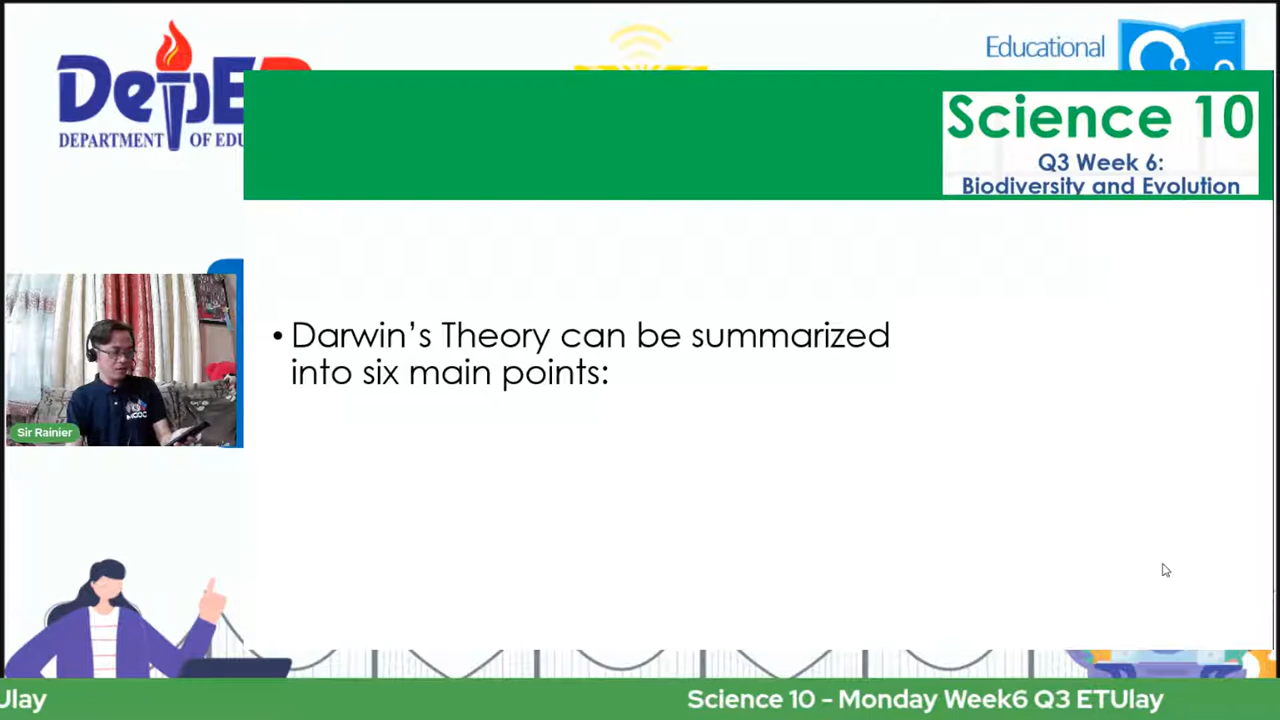 DepE
DEPARTMENT OF EDU
Educational
Science 10
Q3 Week 6:
Biodiversity and Evolution
• Darwin’s Theory can be summarized
into six main points:
Sir Rainier
Ulay
Science 10 - Monday Week6 Q3 ETUlay